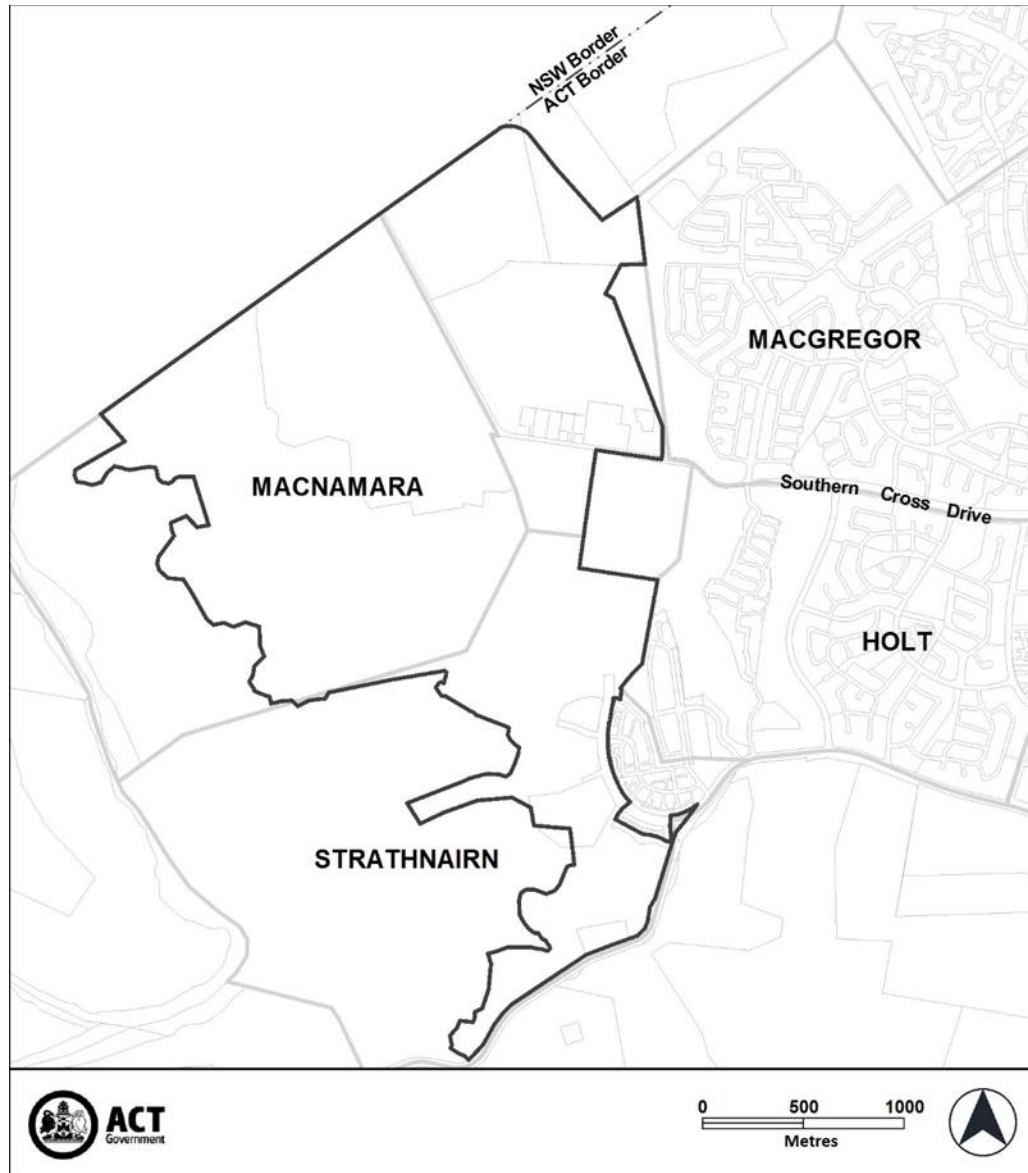 NSW Border
ACT Border
MACGREGOR
MACNAMARA
Southern Cross Drive
HOLT
STRATHNAIRN
ACT
Government
0 500 1000
Metres